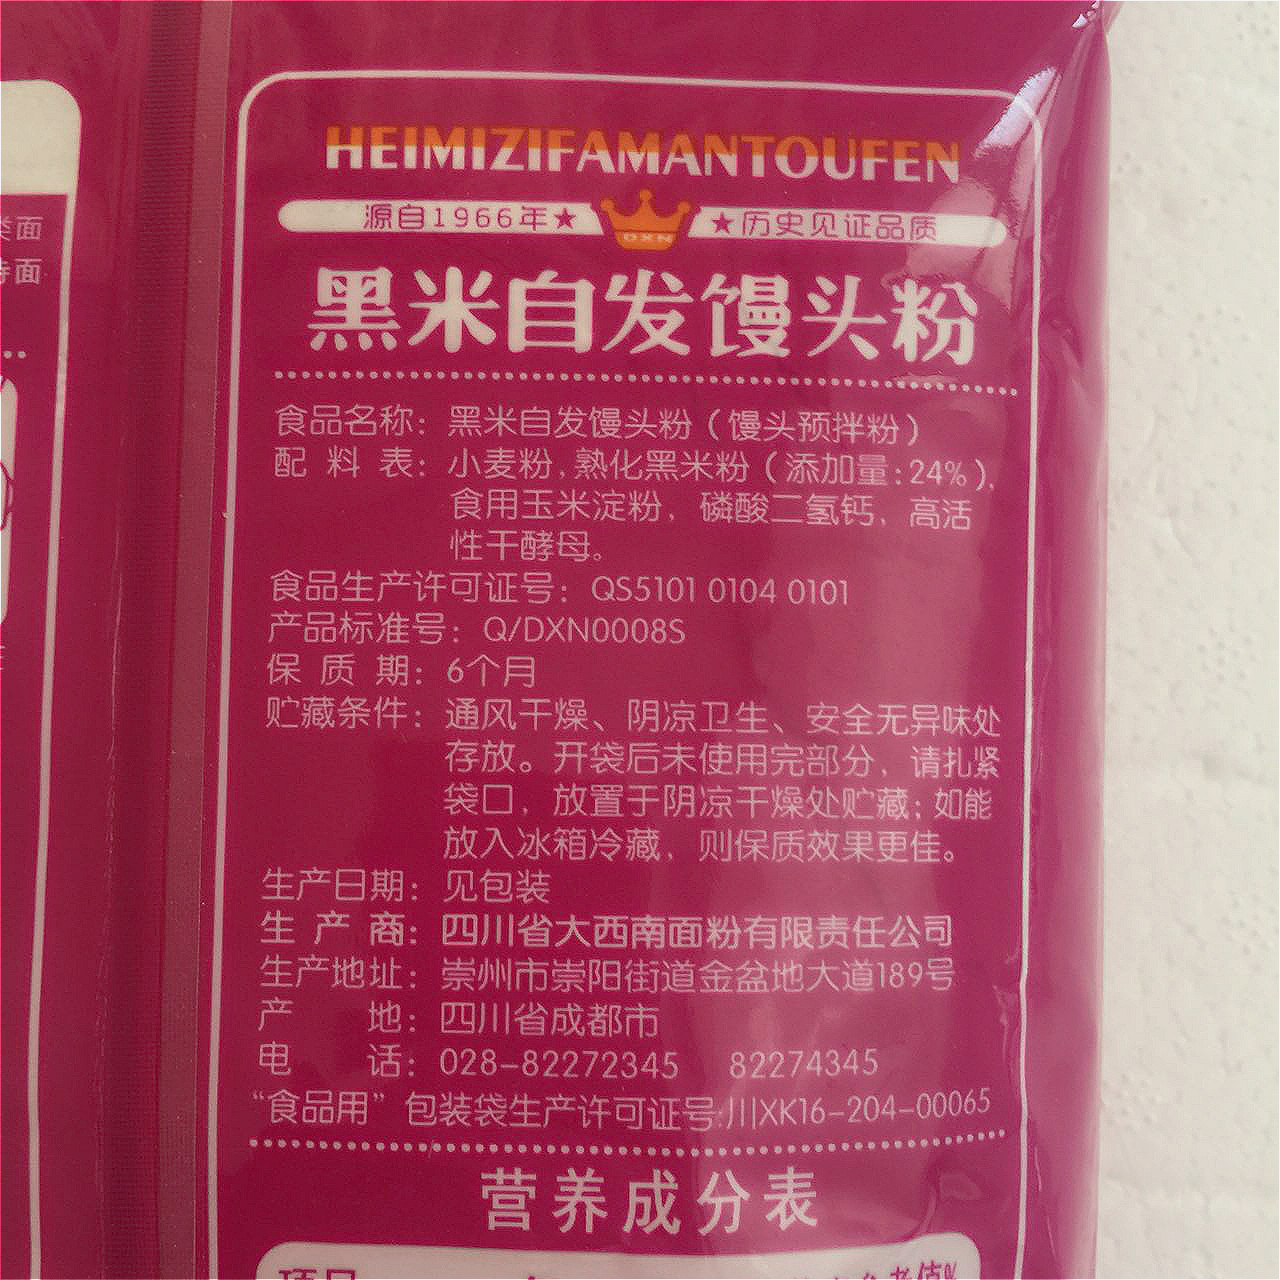 HEIMIZIFAMANTOUFEN
源自1966年★ DXN ★历史见证品质
黑米自发馒头粉
食品名称：黑米自发馒头粉（馒头预拌粉）
配料表：小麦粉，熟化黑米粉（添加量：24%），
食用玉米淀粉，磷酸二氢钙，高活
性干酵母。
食品生产许可证号：QS5101 0104 0101
产品标准号：Q/DXN0008S
保质期：6个月
贮藏条件：通风干燥、阴凉卫生、安全无异味处
存放。开袋后未使用完部分，请扎紧
袋口，放置于阴凉干燥处贮藏；如能
放入冰箱冷藏，则保质效果更佳。
生产日期：见包装
生产商：四川省大西南面粉有限责任公司
生产地址：崇州市崇阳街道金盆地大道189号
产地：四川省成都市
电话：028-82272345 82274345
“食品用”包装袋生产许可证号:川XK16-204-00065
营养成分表
项目
类面
面